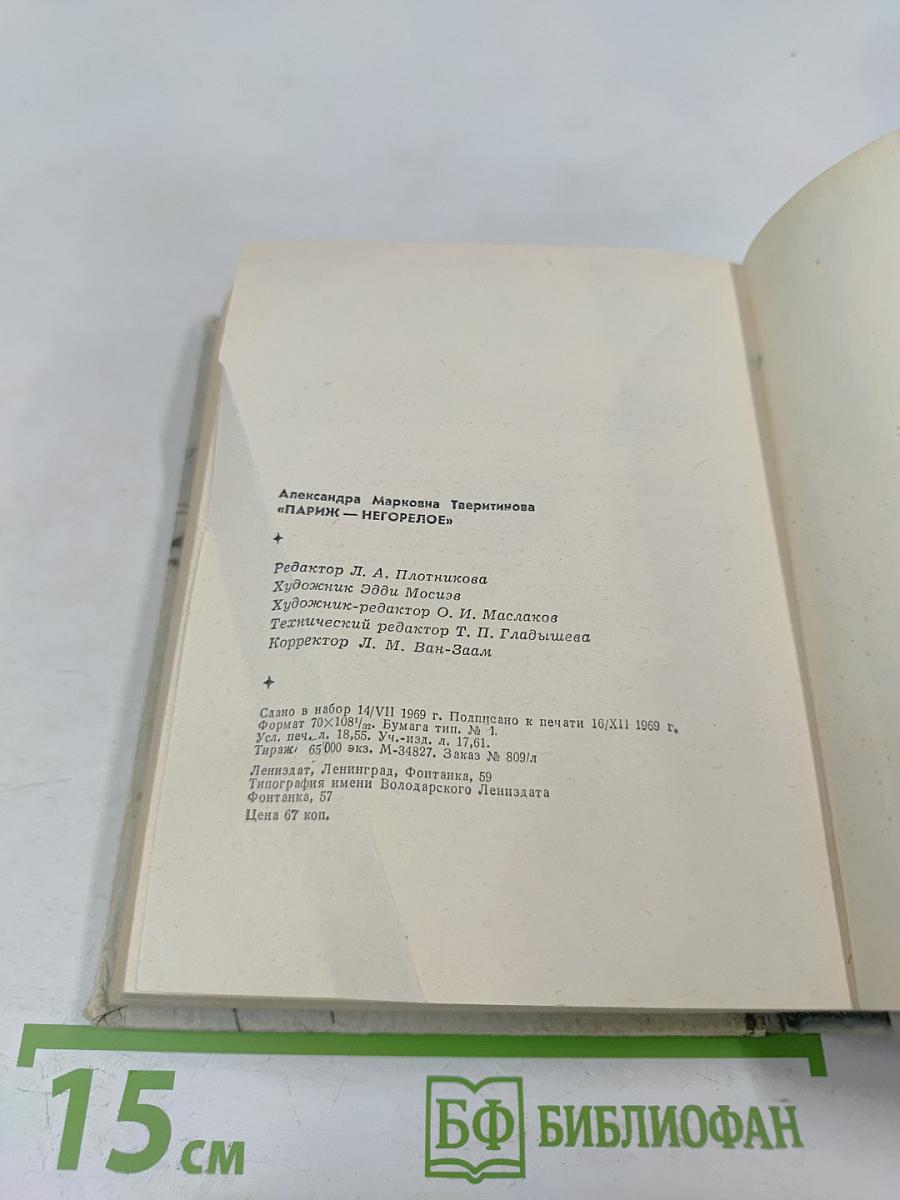 Александра Марковна Тверитинова
«ПАРИЖ — НЕГОРЕЛОЕ»
Редактор Л. А. Плотникова
Художник Эдди Мосиэв
Художник-редактор О. И. Маслаков
Технический редактор Т. П. Гладышева
Корректор Л. М. Ван-Заам
Сдано в набор 14/VII 1969 г. Подписано к печати 16/XII 1969 г.
Формат 70×108¹/₃₂. Бумага тип. № 1.
Усл. печ. л. 18,55. Уч.-изд. л. 17,61.
Тираж 65 000 экз. М-34827. Заказ № 809/л
Лениздат, Ленинград, Фонтанка, 59
Типография имени Володарского Лениздата
Фонтанка, 57
Цена 67 коп.
15 см
БФ БИБЛИОФАН